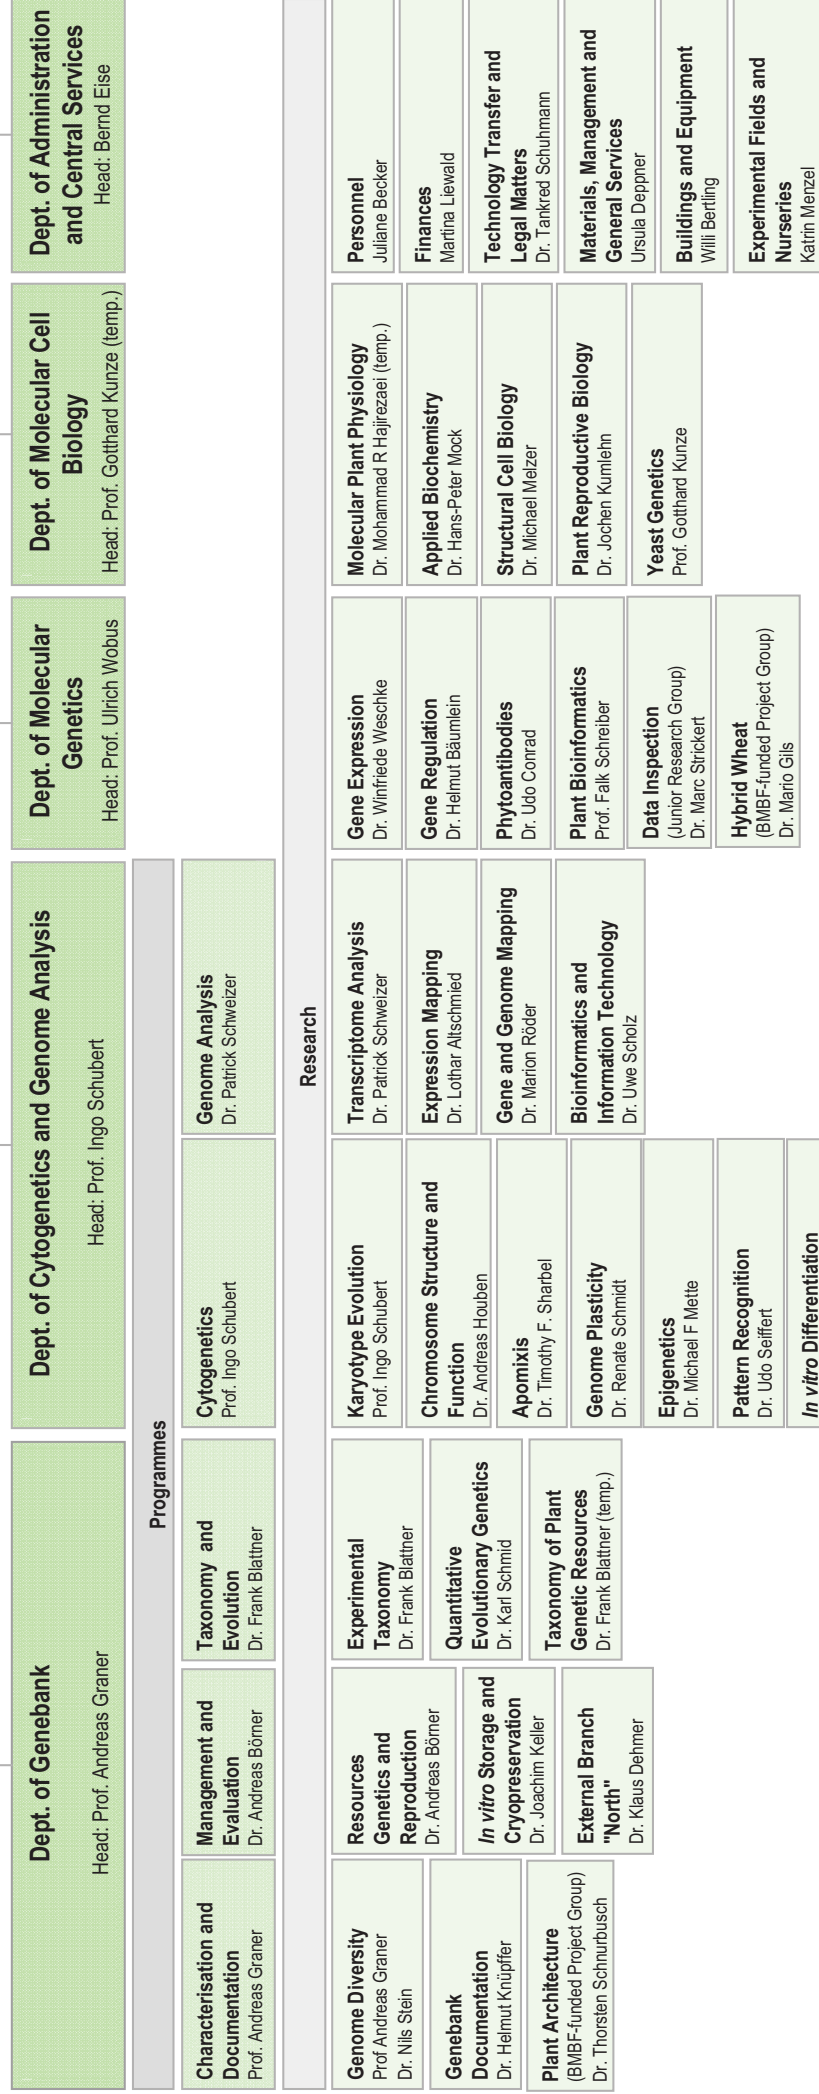 Dept. of Genebank
Head: Prof. Andreas Graner
Dept. of Cytogenetics and Genome Analysis
Head: Prof. Ingo Schubert
Dept. of Molecular
Genetics
Head: Prof. Ulrich Wobus
Dept. of Molecular Cell
Biology
Head: Prof. Gotthard Kunze (temp.)
Dept. of Administration
and Central Services
Head: Bernd Eise
Programmes
Characterisation and
Documentation
Prof. Andreas Graner
Management and
Evaluation
Dr. Andreas Börner
Taxonomy and
Evolution
Dr. Frank Blattner
Cytogenetics
Prof. Ingo Schubert
Genome Analysis
Dr. Patrick Schweizer
Research
Genome Diversity
Prof Andreas Graner
Dr. Nils Stein
Genebank
Documentation
Dr. Helmut Knüpffer
Plant Architecture
(BMBF-funded Project Group)
Dr. Thorsten Schnurbusch
Resources
Genetics and
Reproduction
Dr. Andreas Börner
In vitro Storage and
Cryopreservation
Dr. Joachim Keller
External Branch
"North"
Dr. Klaus Dehmer
Experimental
Taxonomy
Dr. Frank Blattner
Quantitative
Evolutionary Genetics
Dr. Karl Schmid
Taxonomy of Plant
Genetic Resources
Dr. Frank Blattner (temp.)
Karyotype Evolution
Prof. Ingo Schubert
Chromosome Structure and
Function
Dr. Andreas Houben
Apomixis
Dr. Timothy F. Sharbel
Genome Plasticity
Dr. Renate Schmidt
Epigenetics
Dr. Michael F Mette
Pattern Recognition
Dr. Udo Seiffert
In vitro Differentiation
Transcriptome Analysis
Dr. Patrick Schweizer
Expression Mapping
Dr. Lothar Altschmied
Gene and Genome Mapping
Dr. Marion Röder
Bioinformatics and
Information Technology
Dr. Uwe Scholz
Gene Expression
Dr. Winfriede Weschke
Gene Regulation
Dr. Helmut Bäumlein
Phytoantibodies
Dr. Udo Conrad
Plant Bioinformatics
Prof. Falk Schreiber
Data Inspection
(Junior Research Group)
Dr. Marc Strickert
Hybrid Wheat
(BMBF-funded Project Group)
Dr. Mario Gils
Molecular Plant Physiology
Dr. Mohammad R Hajirezaei (temp.)
Applied Biochemistry
Dr. Hans-Peter Mock
Structural Cell Biology
Dr. Michael Melzer
Plant Reproductive Biology
Dr. Jochen Kumlehn
Yeast Genetics
Prof. Gotthard Kunze
Personnel
Juliane Becker
Finances
Martina Liewald
Technology Transfer and
Legal Matters
Dr. Tankred Schuhmann
Materials, Management and
General Services
Ursula Deppner
Buildings and Equipment
Willi Bertling
Experimental Fields and
Nurseries
Katrin Menzel